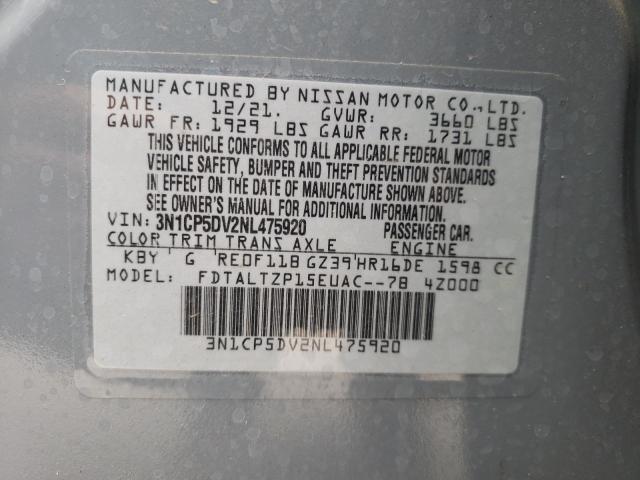 MANUFACTURED BY NISSAN MOTOR CO.,LTD.
DATE: 12/21. GVWR: 3660 LBS
GAWR FR: 1929 LBS GAWR RR: 1731 LBS
THIS VEHICLE CONFORMS TO ALL APPLICABLE FEDERAL MOTOR
VEHICLE SAFETY, BUMPER AND THEFT PREVENTION STANDARDS
IN EFFECT ON THE DATE OF MANUFACTURE SHOWN ABOVE.
SEE OWNER'S MANUAL FOR ADDITIONAL INFORMATION
VIN: 3N1CP5DV2NL475920 PASSENGER CAR.
COLOR TRIM TRANS AXLE ENGINE
KBY G RE0F11B GZ39 HR16DE 1598 CC
MODEL: FDTALTZP15EUAC--78 4Z000
3N1CP5DV2NL475920